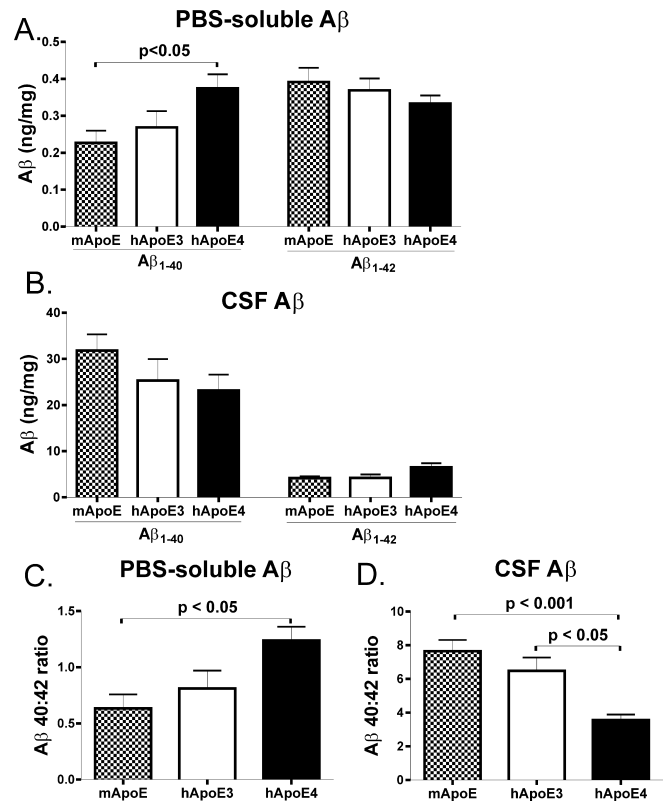 A.
PBS-soluble Aβ
p<0.05
Aβ (ng/mg)
0.5
0.4
0.3
0.2
0.1
0.0
mApoE hApoE3 hApoE4 mApoE hApoE3 hApoE4
Aβ1-40 Aβ1-42
B.
CSF Aβ
Aβ (ng/mg)
40
30
20
10
0
mApoE hApoE3 hApoE4 mApoE hApoE3 hApoE4
Aβ1-40 Aβ1-42
C.
PBS-soluble Aβ
p < 0.05
Aβ 40:42 ratio
1.5
1.0
0.5
0.0
mApoE hApoE3 hApoE4
D.
CSF Aβ
p < 0.001
p < 0.05
Aβ 40:42 ratio
10
8
6
4
2
0
mApoE hApoE3 hApoE4